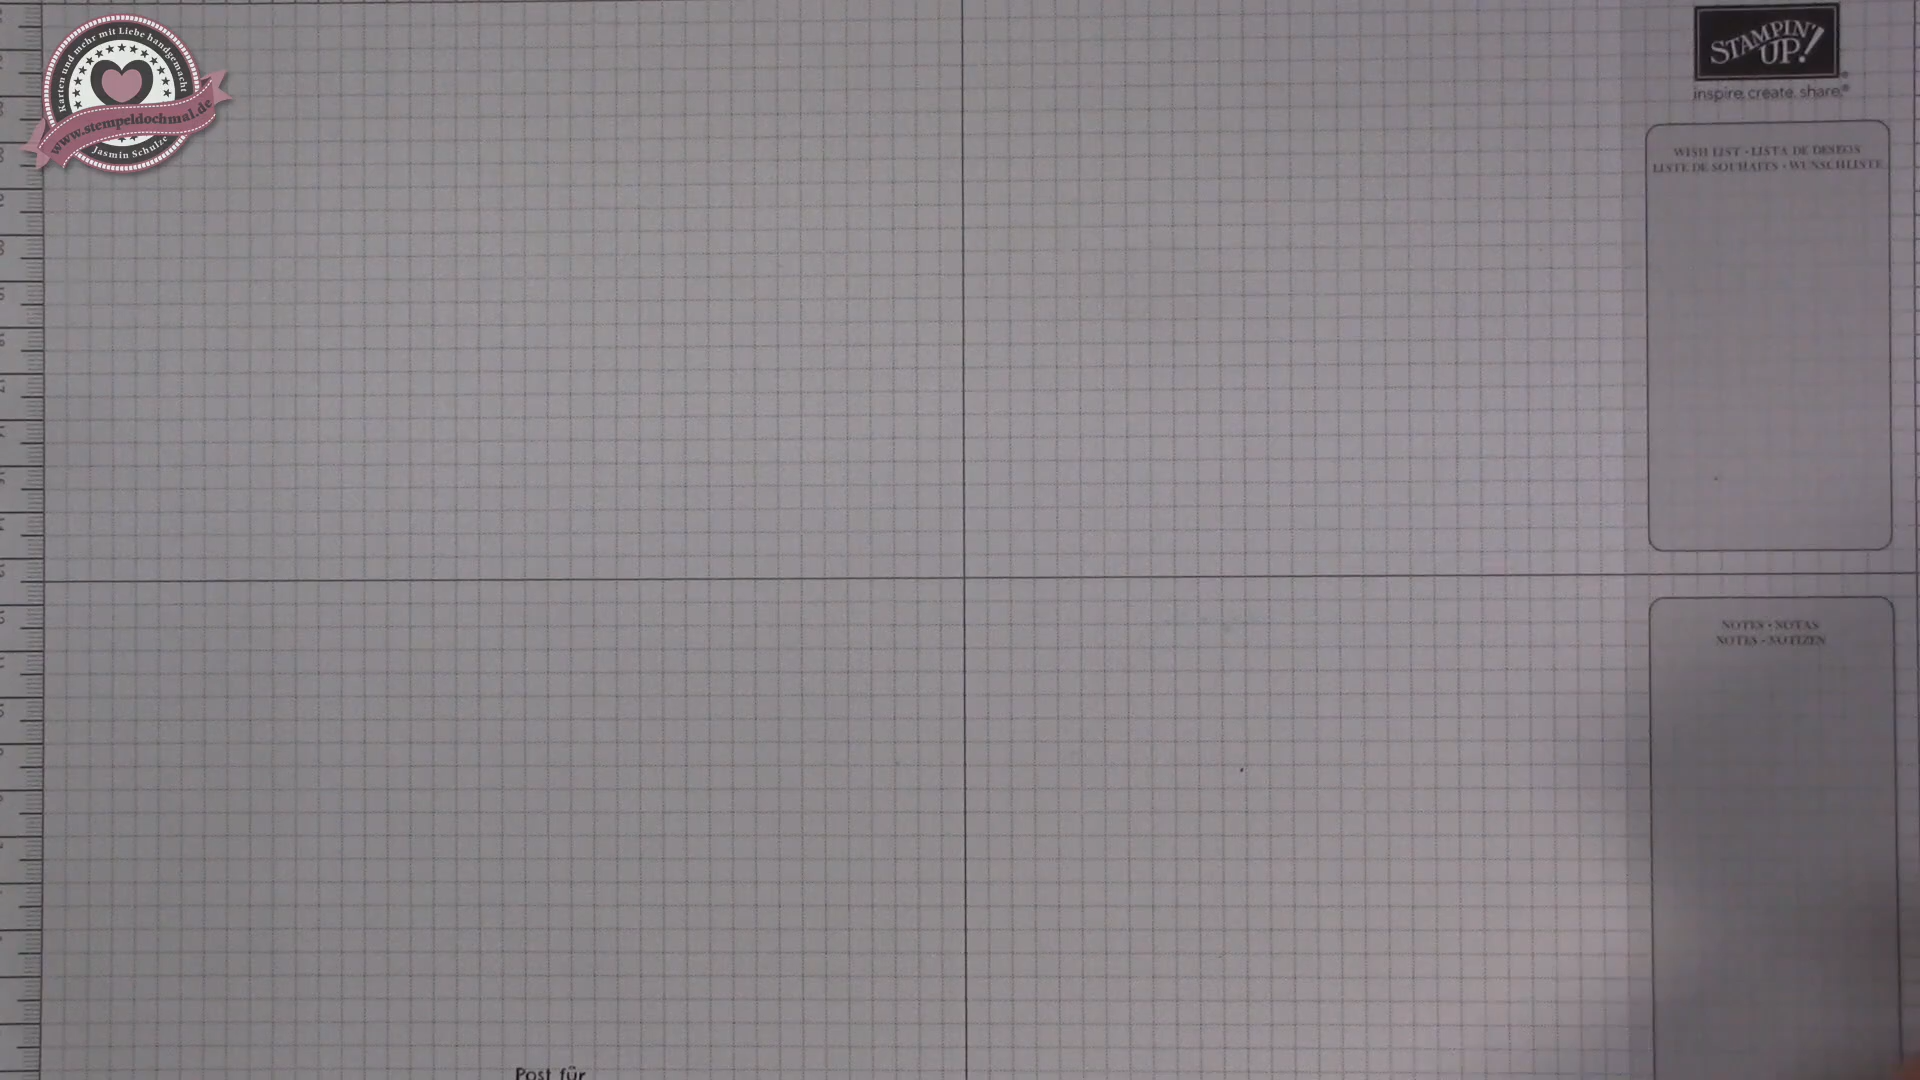 Karten und mehr mit Liebe handgemacht
www.stempeldochmal.de
Jasmin Schulze
STAMPIN'
UP!
inspire. create. share.®
WISH LIST • LISTA DE DESEOS
LISTE DE SOUHAITS • WUNSCHLISTE
NOTES • NOTAS
NOTES • NOTIZEN
Post für